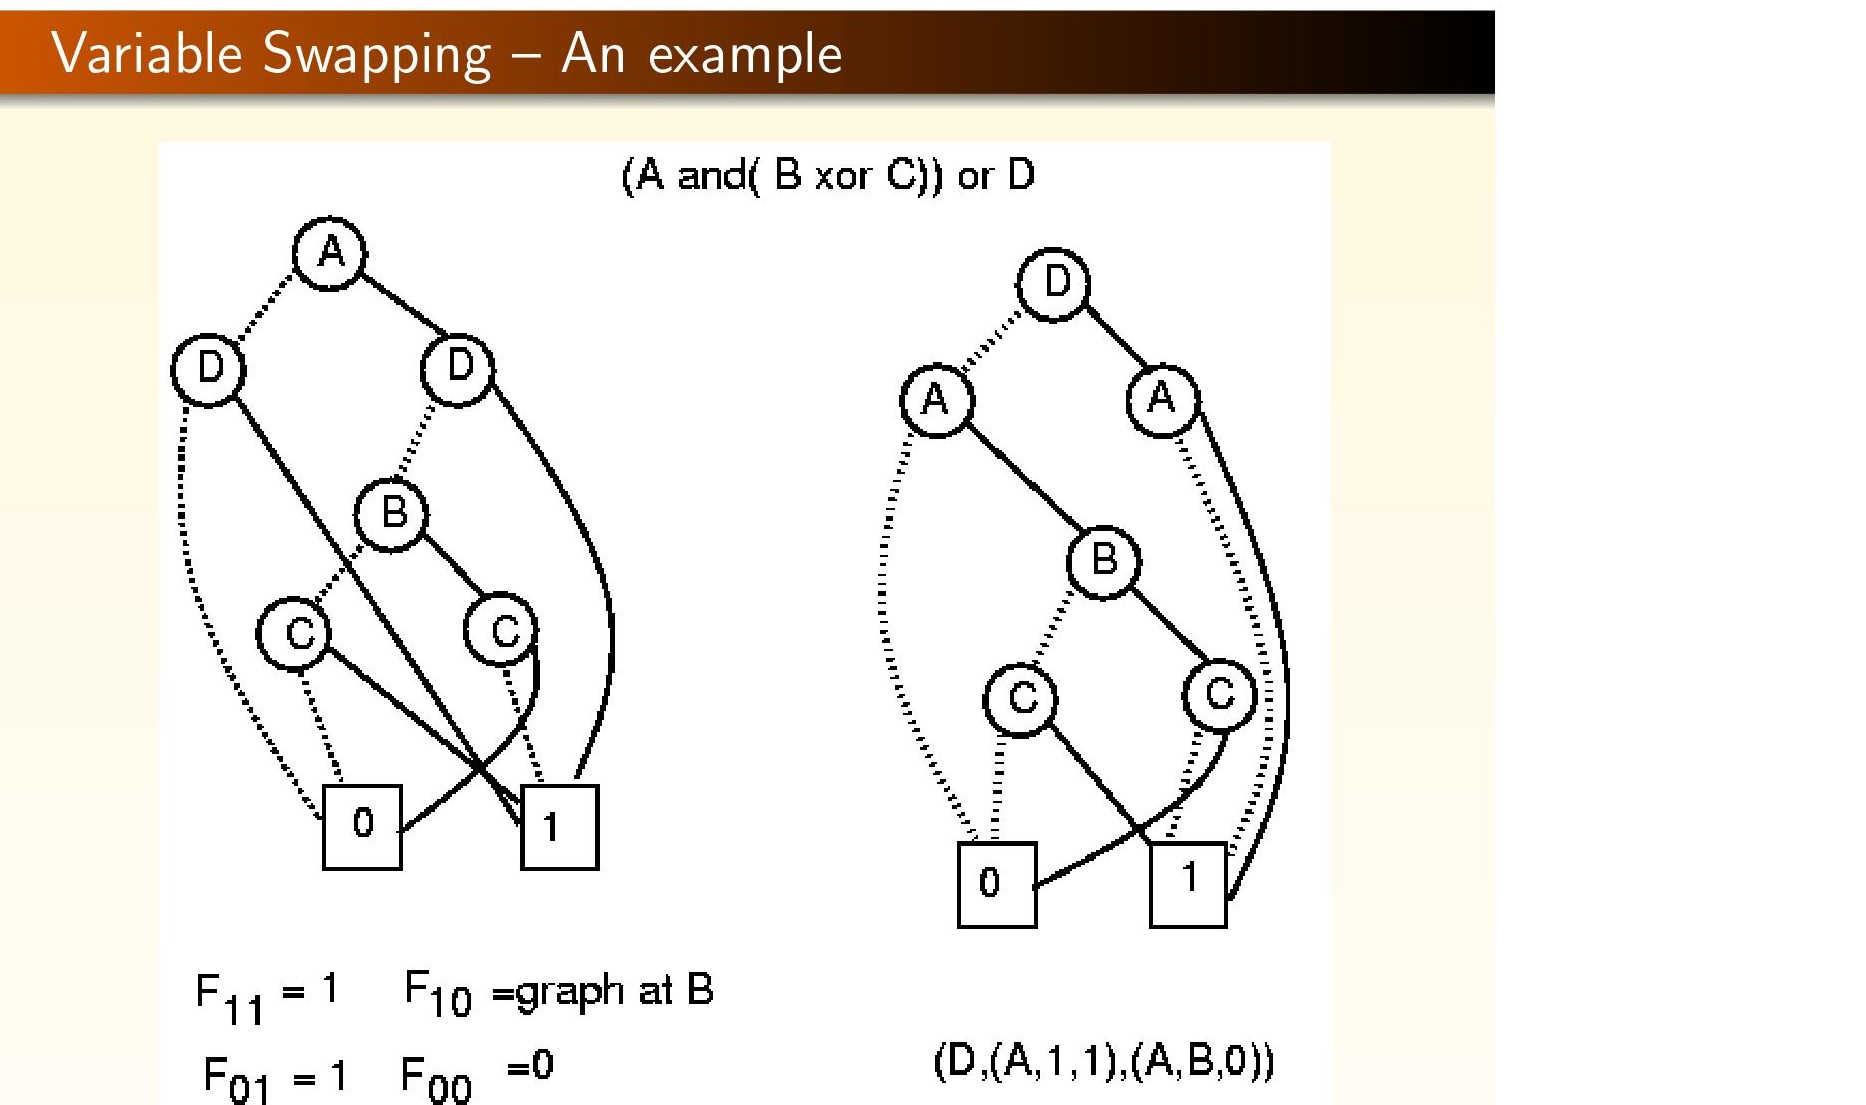 Variable Swapping – An example
(A and( B xor C)) or D
A
D D
B
C C
0 1
D
A A
B
C C
0 1
F11 = 1 F10 =graph at B
F01 = 1 F00 =0
(D,(A,1,1),(A,B,0))